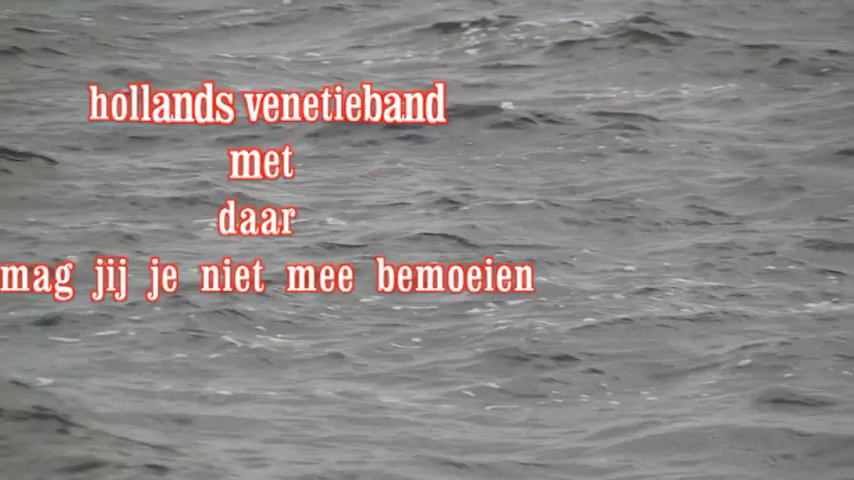 hollands venetieband
met
daar
mag jij je niet mee bemoeien